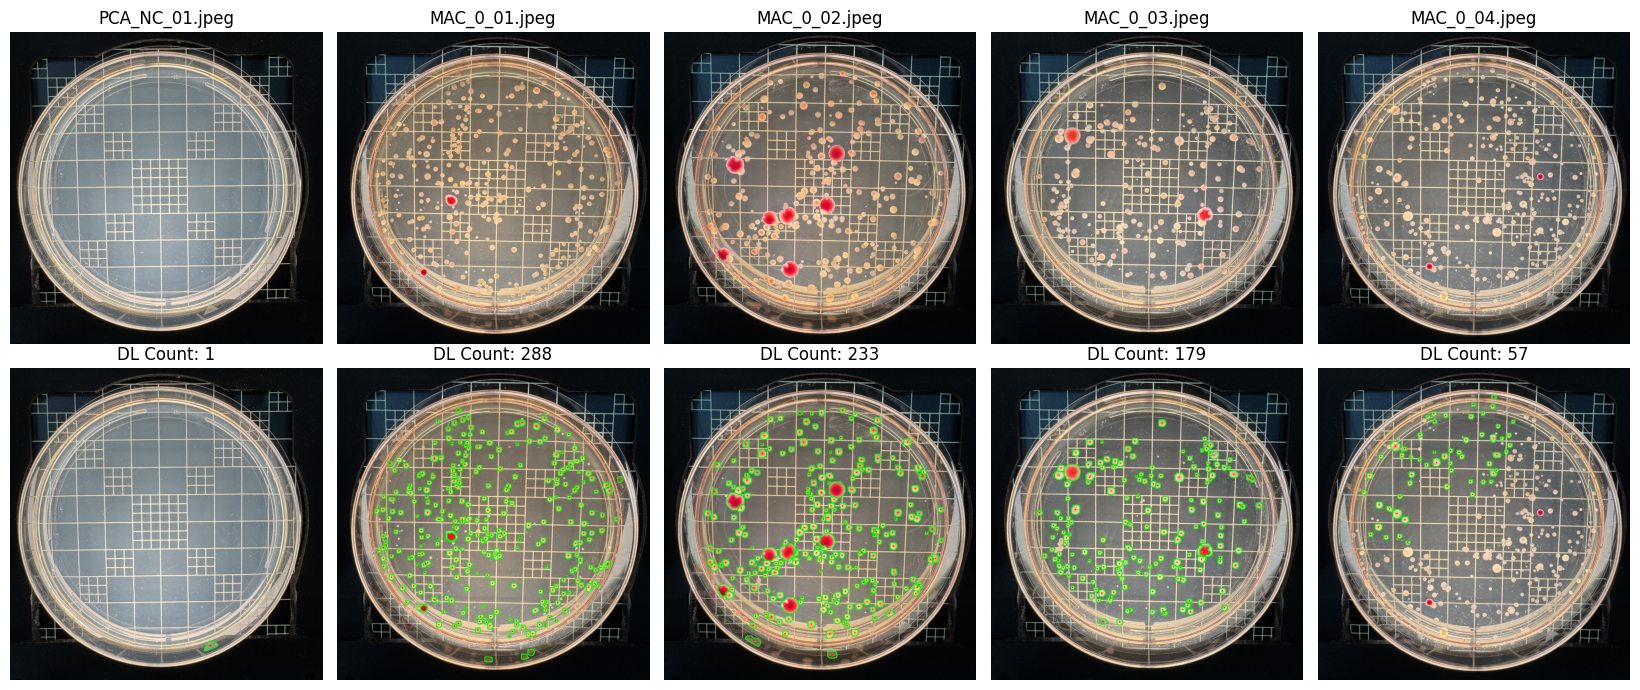 PCA_NC_01.jpeg
MAC_0_01.jpeg
MAC_0_02.jpeg
MAC_0_03.jpeg
MAC_0_04.jpeg
DL Count: 1
DL Count: 288
DL Count: 233
DL Count: 179
DL Count: 57